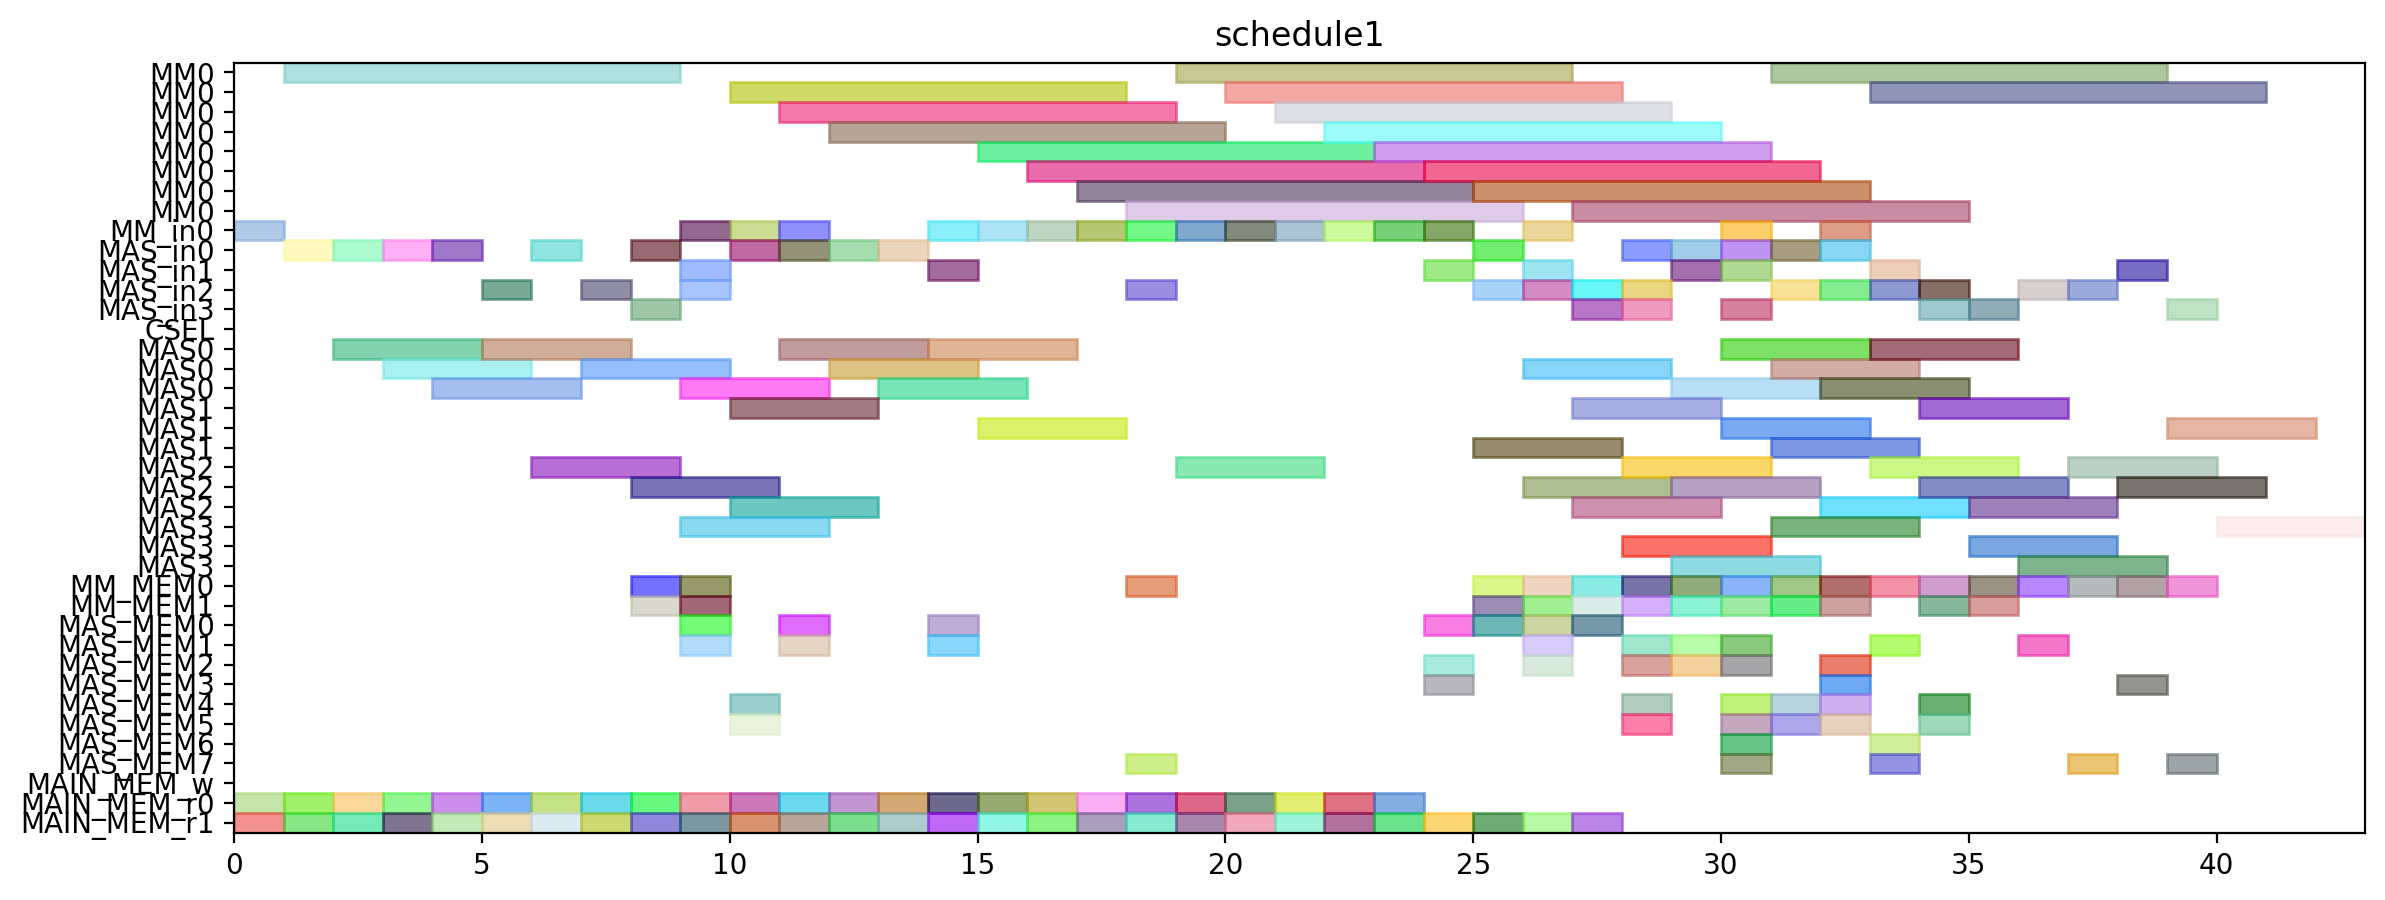 schedule1
MM0
MM0
MM0
MM0
MM0
MM0
MM0
MM0
MM_in0
MAS_in0
MAS_in1
MAS_in2
MAS_in3
CSEL
MAS0
MAS0
MAS0
MAS1
MAS1
MAS1
MAS2
MAS2
MAS2
MAS3
MAS3
MAS3
MM_MEM0
MM_MEM1
MAS_MEM0
MAS_MEM1
MAS_MEM2
MAS_MEM3
MAS_MEM4
MAS_MEM5
MAS_MEM6
MAS_MEM7
MAIN_MEM_w
MAIN_MEM_r0
MAIN_MEM_r1
0 5 10 15 20 25 30 35 40